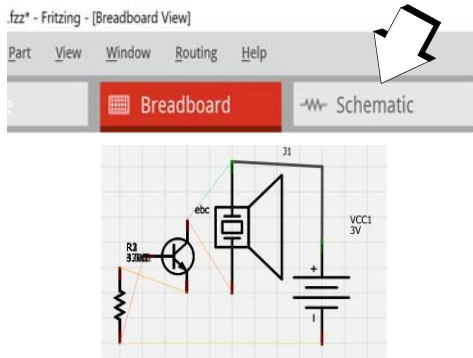 .fzz* - Fritzing - [Breadboard View]
Part View Window Routing Help
Breadboard Schematic
J1
ebc
VCC1
3V
+